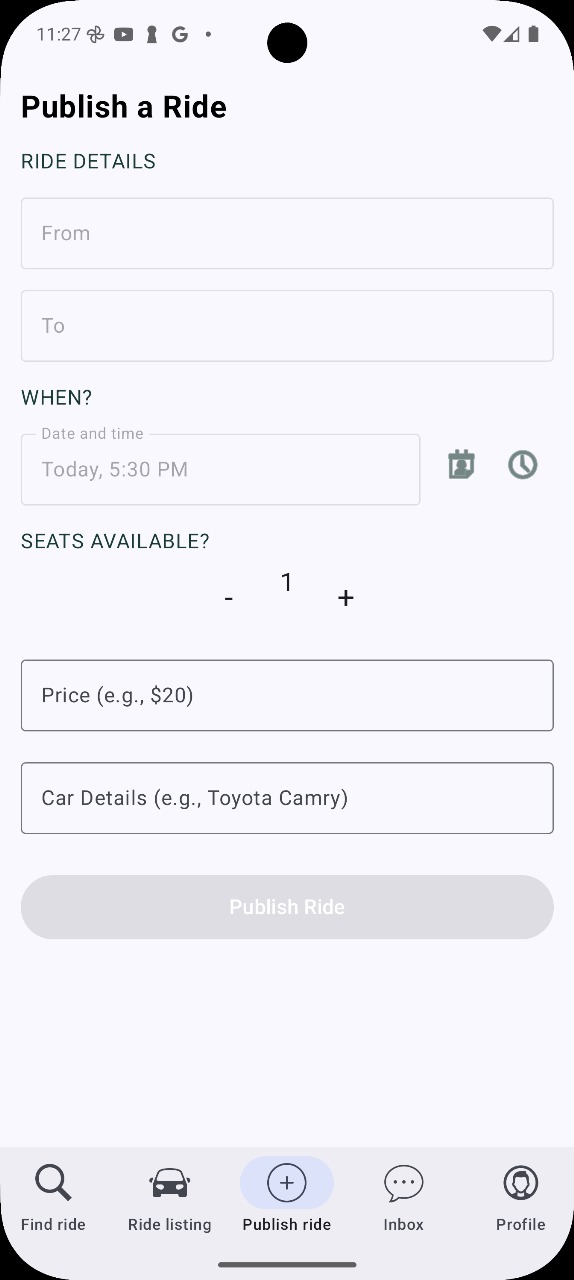 11:27
Publish a Ride
RIDE DETAILS
From
To
WHEN?
Date and time
Today, 5:30 PM
SEATS AVAILABLE?
- 1 +
Price (e.g., $20)
Car Details (e.g., Toyota Camry)
Publish Ride
Find ride Ride listing Publish ride Inbox Profile